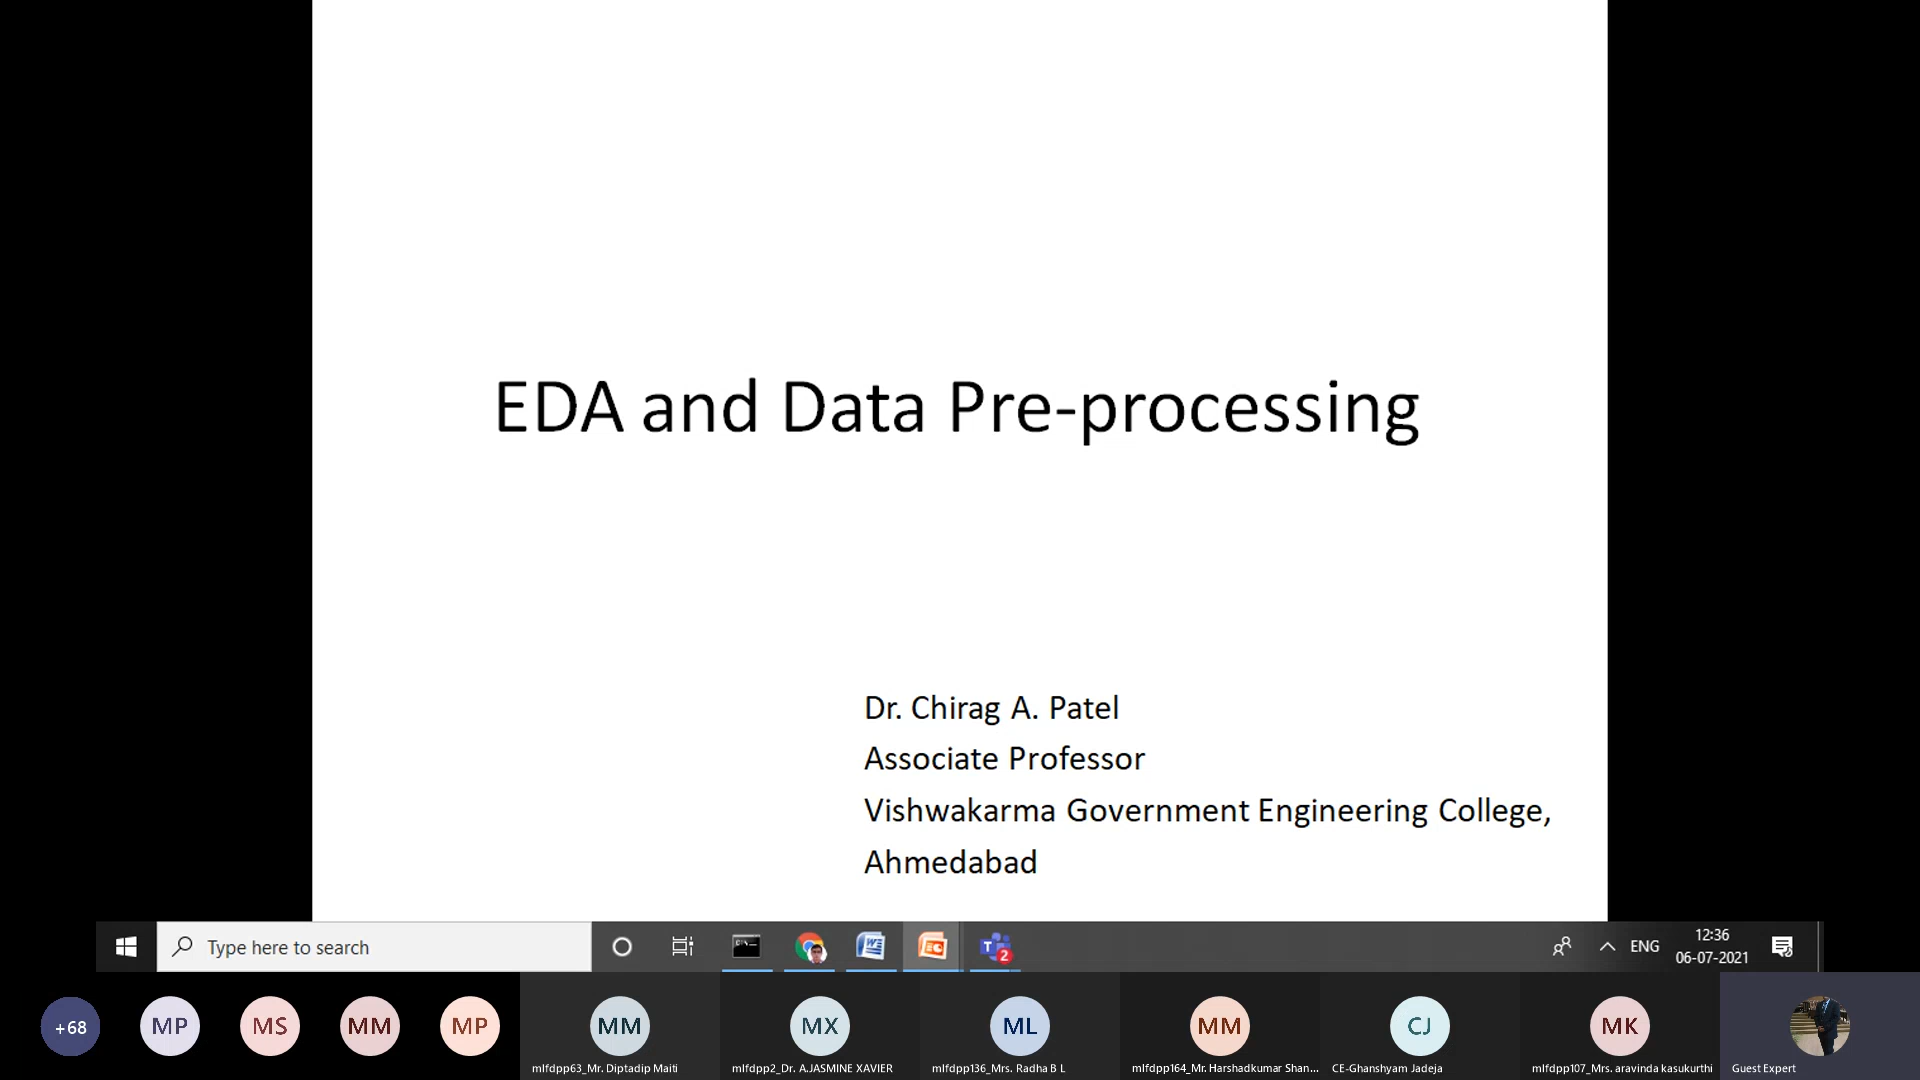 EDA and Data Pre-processing
Dr. Chirag A. Patel
Associate Professor
Vishwakarma Government Engineering College,
Ahmedabad
Type here to search
2
ENG
12:36
06-07-2021
+68
MP
MS
MM
MP
MM
MX
ML
MM
CJ
MK
mlfdpp63_Mr. Diptadip Maiti
mlfdpp2_Dr. A.JASMINE XAVIER
mlfdpp136_Mrs. Radha B L
mlfdpp164_Mr. Harshadkumar Shan...
CE-Ghanshyam Jadeja
mlfdpp107_Mrs. aravinda kasukurthi
Guest Expert